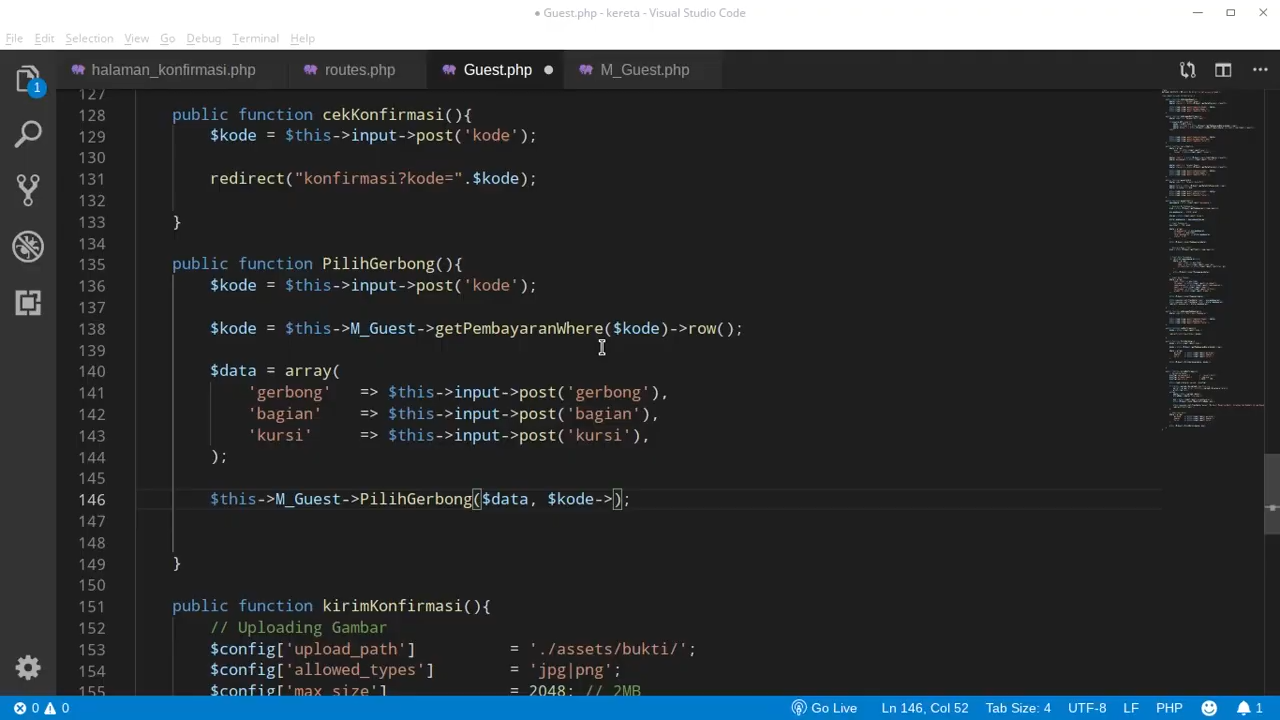 ● Guest.php - kereta - Visual Studio Code
File Edit Selection View Go Debug Terminal Help
halaman_konfirmasi.php routes.php Guest.php ● M_Guest.php
1
127
128 public function cekKonfirmasi(){
129 $kode = $this->input->post('kode');
130
131 redirect("konfirmasi?kode=".$kode);
132
133 }
134
135 public function PilihGerbong(){
136 $kode = $this->input->post('kode');
137
138 $kode = $this->M_Guest->getPembayaranWhere($kode)->row();
139
140 $data = array(
141 'gerbong' => $this->input->post('gerbong'),
142 'bagian' => $this->input->post('bagian'),
143 'kursi' => $this->input->post('kursi'),
144 );
145
146 $this->M_Guest->PilihGerbong($data, $kode->);
147
148
149 }
150
151 public function kirimKonfirmasi(){
152 // Uploading Gambar
153 $config['upload_path'] = './assets/bukti/';
154 $config['allowed_types'] = 'jpg|png';
155 $config['max_size'] = 2048; // 2MB
0 0 Go Live Ln 146, Col 52 Tab Size: 4 UTF-8 LF PHP 1